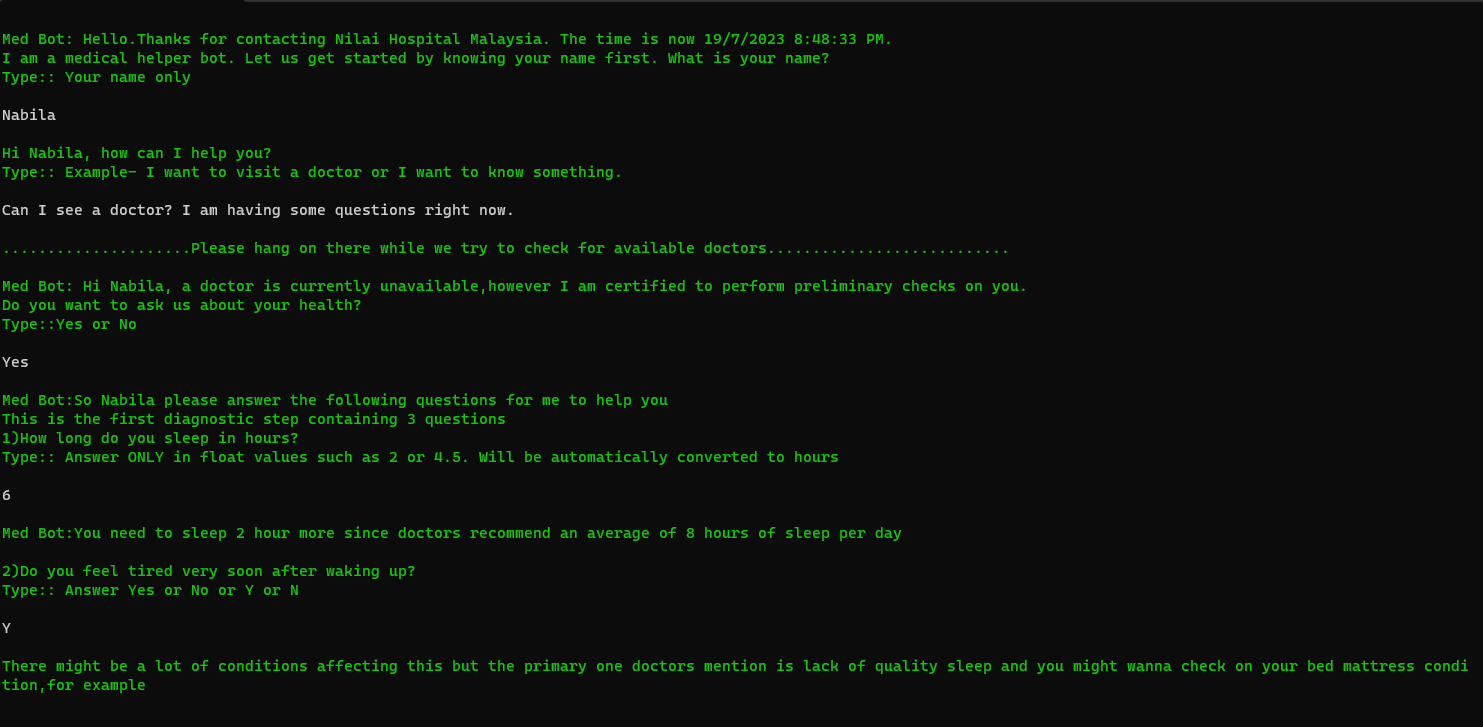 Med Bot: Hello.Thanks for contacting Nilai Hospital Malaysia. The time is now 19/7/2023 8:48:33 PM.
I am a medical helper bot. Let us get started by knowing your name first. What is your name?
Type:: Your name only
Nabila
Hi Nabila, how can I help you?
Type:: Example- I want to visit a doctor or I want to know something.
Can I see a doctor? I am having some questions right now.
.....................Please hang on there while we try to check for available doctors...........................
Med Bot: Hi Nabila, a doctor is currently unavailable,however I am certified to perform preliminary checks on you.
Do you want to ask us about your health?
Type::Yes or No
Yes
Med Bot:So Nabila please answer the following questions for me to help you
This is the first diagnostic step containing 3 questions
1)How long do you sleep in hours?
Type:: Answer ONLY in float values such as 2 or 4.5. Will be automatically converted to hours
6
Med Bot:You need to sleep 2 hour more since doctors recommend an average of 8 hours of sleep per day
2)Do you feel tired very soon after waking up?
Type:: Answer Yes or No or Y or N
Y
There might be a lot of conditions affecting this but the primary one doctors mention is lack of quality sleep and you might wanna check on your bed mattress condi
tion,for example